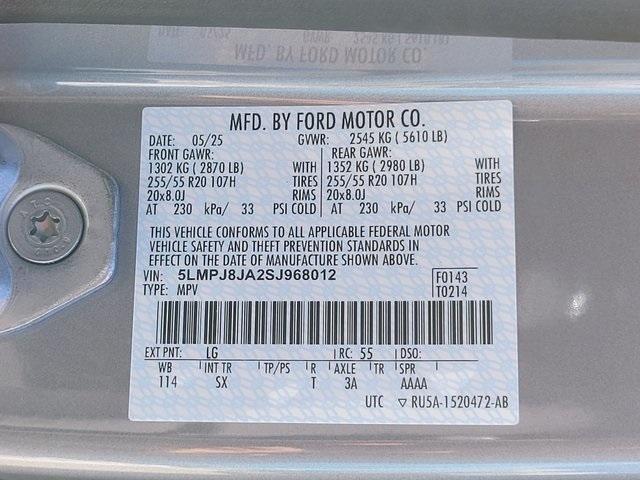 MFD. BY FORD MOTOR CO.
DATE: 05/25 GVWR: 2545 KG ( 5610 LB)
FRONT GAWR: REAR GAWR:
1302 KG ( 2870 LB) WITH 1352 KG ( 2980 LB) WITH
255/55 R20 107H TIRES 255/55 R20 107H TIRES
20x8.0J RIMS 20x8.0J RIMS
AT 230 kPa/ 33 PSI COLD AT 230 kPa/ 33 PSI COLD
THIS VEHICLE CONFORMS TO ALL APPLICABLE FEDERAL MOTOR
VEHICLE SAFETY AND THEFT PREVENTION STANDARDS IN
EFFECT ON THE DATE OF MANUFACTURE SHOWN ABOVE.
VIN: 5LMPJ8JA2SJ968012 F0143
TYPE: MPV T0214
EXT PNT: LG RC: 55 DSO:
WB INT TR TP/PS R AXLE TR SPR
114 SX T 3A AAAA
UTC ▽ RU5A-1520472-AB